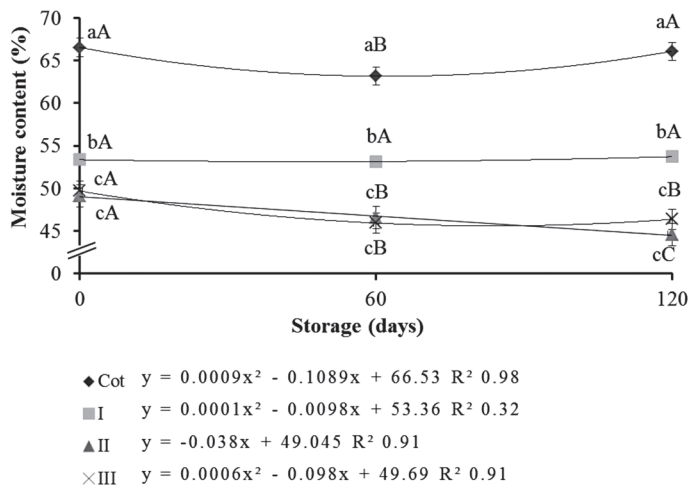 70
aA
aB
aA
65
60
55
bA
bA
bA
50
cA
cB
cB
cA
cB
45
cC
0
0
60
120
Moisture content (%)
Storage (days)
Cot y = 0.0009x² - 0.1089x + 66.53 R² 0.98
I y = 0.0001x² - 0.0098x + 53.36 R² 0.32
II y = -0.038x + 49.045 R² 0.91
III y = 0.0006x² - 0.098x + 49.69 R² 0.91